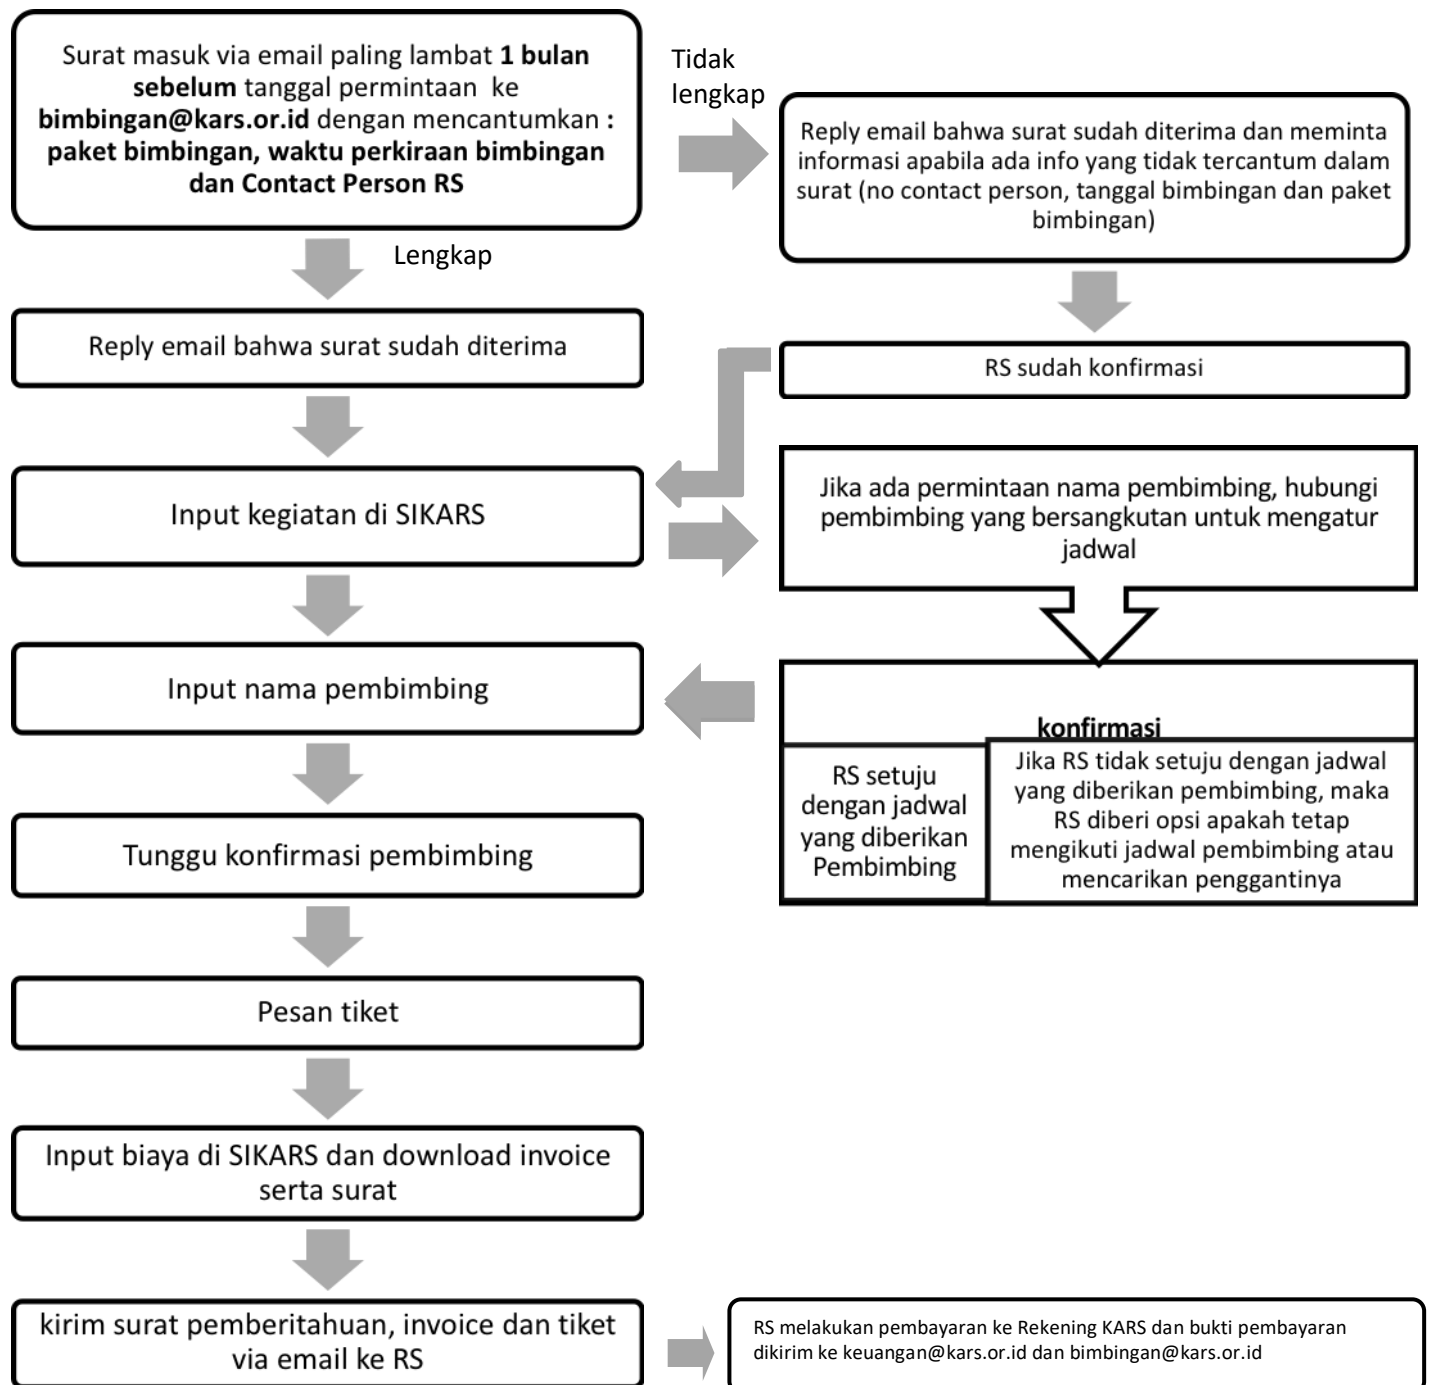 Surat masuk via email paling lambat 1 bulan
sebelum tanggal permintaan ke
bimbingan@kars.or.id dengan mencantumkan :
paket bimbingan, waktu perkiraan bimbingan
dan Contact Person RS
Tidak
lengkap
Reply email bahwa surat sudah diterima dan meminta
informasi apabila ada info yang tidak tercantum dalam
surat (no contact person, tanggal bimbingan dan paket
bimbingan)
Lengkap
Reply email bahwa surat sudah diterima
RS sudah konfirmasi
Input kegiatan di SIKARS
Jika ada permintaan nama pembimbing, hubungi
pembimbing yang bersangkutan untuk mengatur
jadwal
Input nama pembimbing
konfirmasi
RS setuju
dengan jadwal
yang diberikan
Pembimbing
Jika RS tidak setuju dengan jadwal
yang diberikan pembimbing, maka
RS diberi opsi apakah tetap
mengikuti jadwal pembimbing atau
mencarikan penggantinya
Tunggu konfirmasi pembimbing
Pesan tiket
Input biaya di SIKARS dan download invoice
serta surat
kirim surat pemberitahuan, invoice dan tiket
via email ke RS
RS melakukan pembayaran ke Rekening KARS dan bukti pembayaran
dikirim ke keuangan@kars.or.id dan bimbingan@kars.or.id